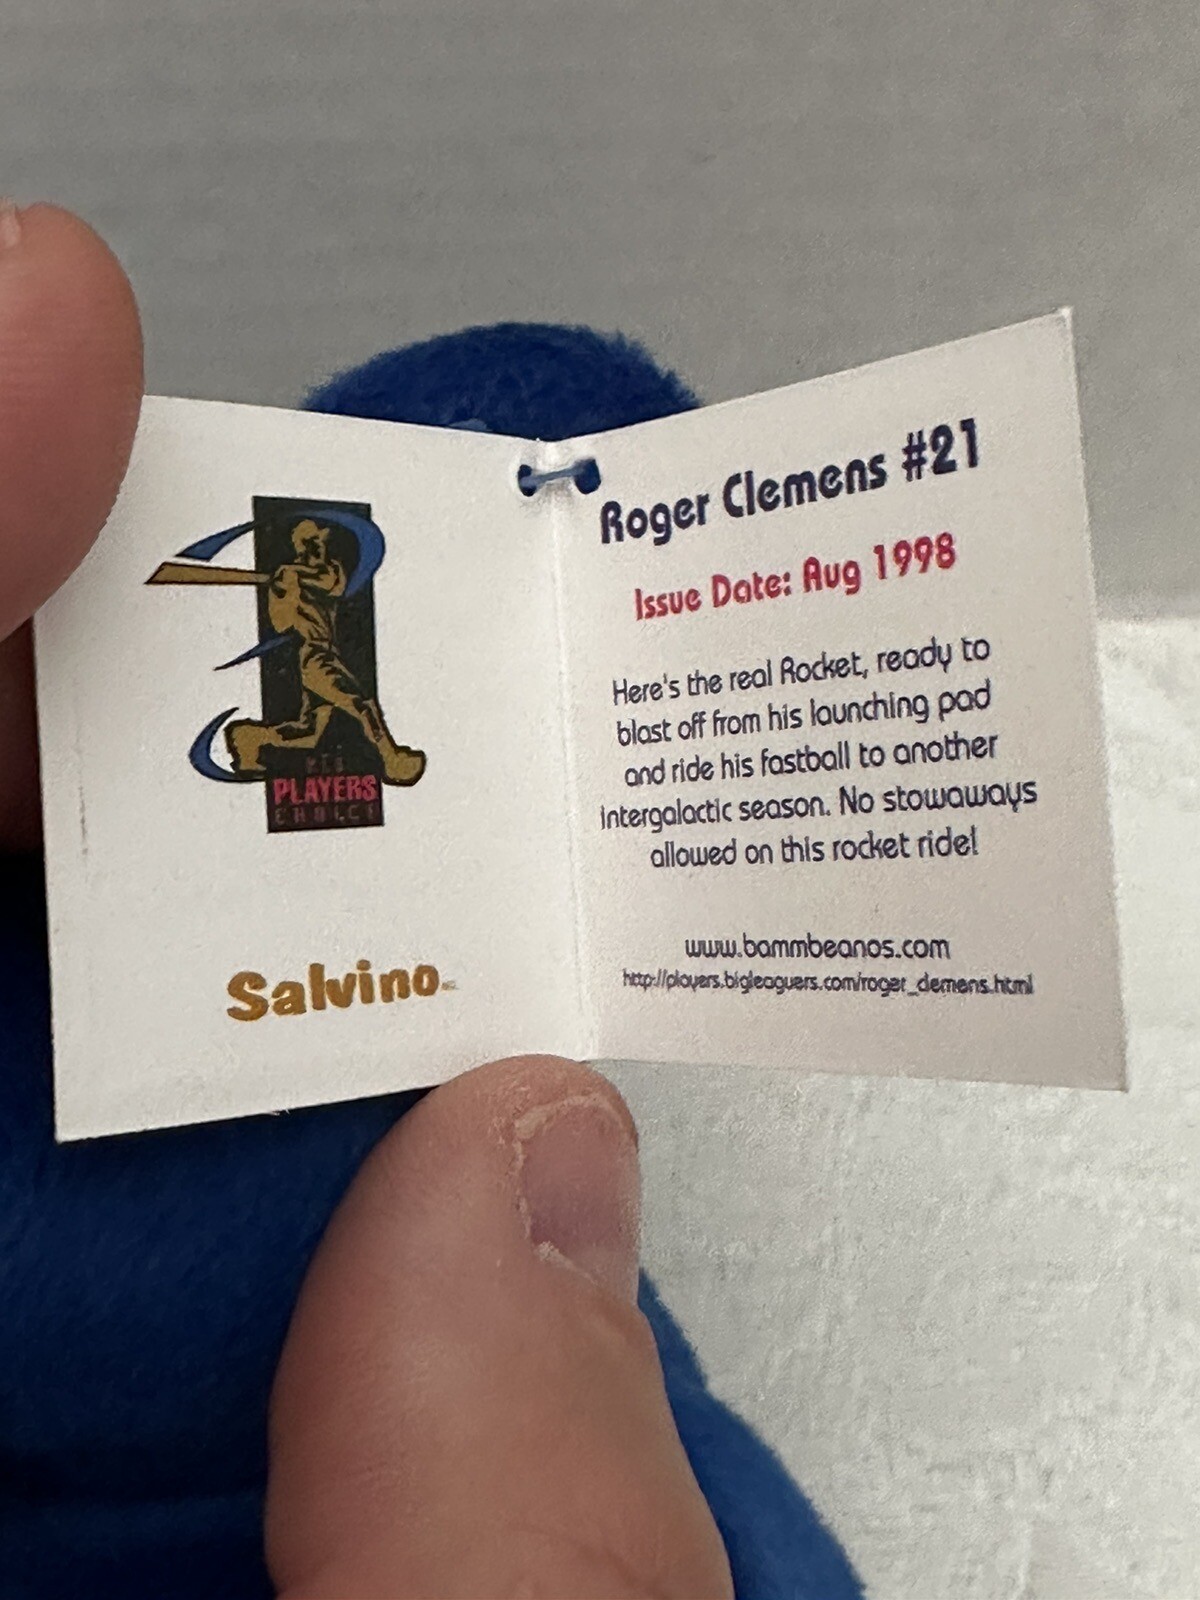 MLB
PLAYERS
CHOICE
Salvino
Roger Clemens #21
Issue Date: Aug 1998
Here's the real Rocket, ready to
blast off from his launching pad
and ride his fastball to another
intergalactic season. No stowaways
allowed on this rocket ride!
www.bammbeanos.com
http://players.bigleaguers.com/roger_clemens.html